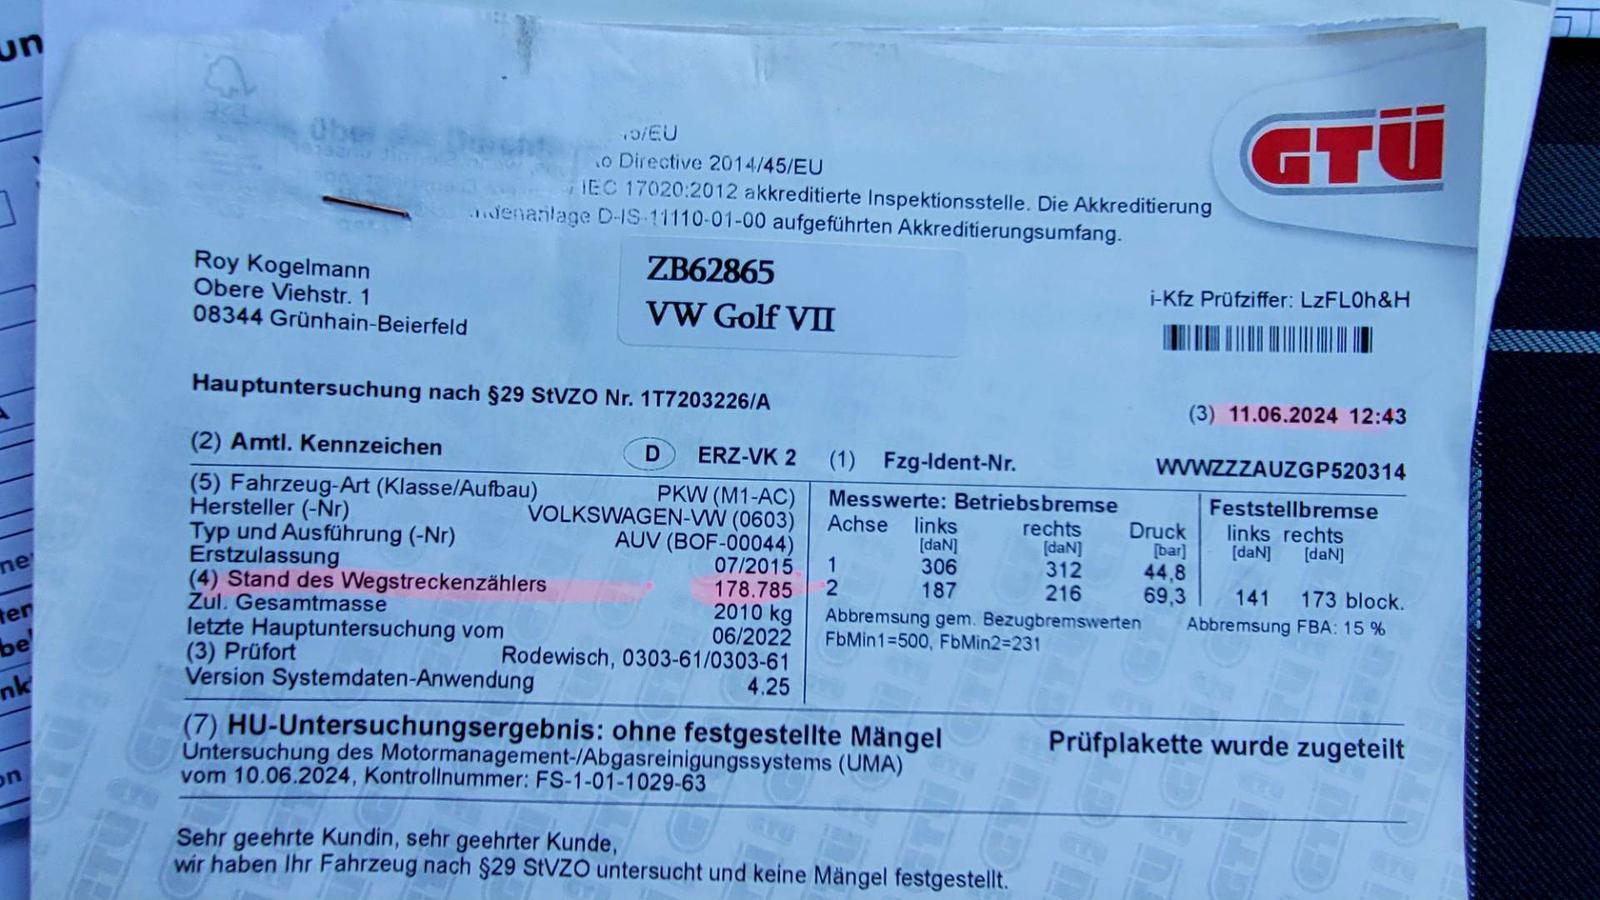 GTÜ
/EU
o Directive 2014/45/EU
IEC 17020:2012 akkreditierte Inspektionsstelle. Die Akkreditierung
ndenanlage D-IS-11110-01-00 aufgeführten Akkreditierungsumfang.
Roy Kogelmann
Obere Viehstr. 1
08344 Grünhain-Beierfeld
ZB62865
VW Golf VII
i-Kfz Prüfziffer: LzFL0h&H
Hauptuntersuchung nach §29 StVZO Nr. 1T7203226/A
(3) 11.06.2024 12:43
(2) Amtl. Kennzeichen D ERZ-VK 2 (1) Fzg-Ident-Nr. WVWZZZAUZGP520314
(5) Fahrzeug-Art (Klasse/Aufbau) PKW (M1-AC)
Hersteller (-Nr) VOLKSWAGEN-VW (0603)
Typ und Ausführung (-Nr) AUV (BOF-00044)
Erstzulassung 07/2015
(4) Stand des Wegstreckenzählers 178.785
Zul. Gesamtmasse 2010 kg
letzte Hauptuntersuchung vom 06/2022
(3) Prüfort Rodewisch, 0303-61/0303-61
Version Systemdaten-Anwendung 4.25
Messwerte: Betriebsbremse
Achse links rechts Druck
[daN] [daN] [bar]
1 306 312 44,8
2 187 216 69,3
Abbremsung gem. Bezugbremswerten
FbMin1=500, FbMin2=231
Feststellbremse
links rechts
[daN] [daN]
141 173 block.
Abbremsung FBA: 15 %
(7) HU-Untersuchungsergebnis: ohne festgestellte Mängel Prüfplakette wurde zugeteilt
Untersuchung des Motormanagement-/Abgasreinigungssystems (UMA)
vom 10.06.2024, Kontrollnummer: FS-1-01-1029-63
Sehr geehrte Kundin, sehr geehrter Kunde,
wir haben Ihr Fahrzeug nach §29 StVZO untersucht und keine Mängel festgestellt.